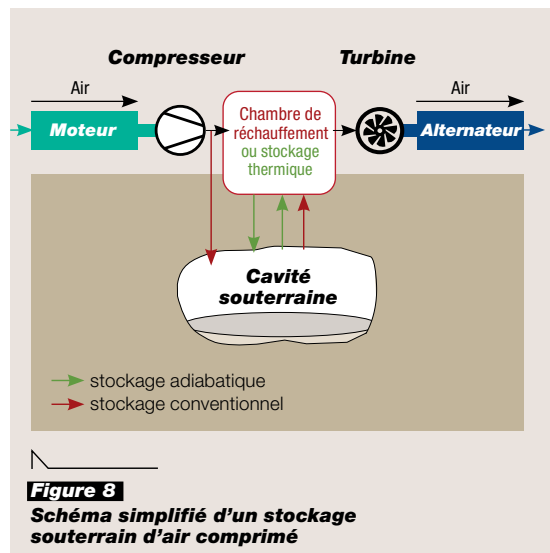 Compresseur
Turbine
Air
Air
Moteur
Chambre de
réchauffement
ou stockage
thermique
Alternateur
Cavité
souterraine
stockage adiabatique
stockage conventionnel
Figure 8
Schéma simplifié d'un stockage
souterrain d'air comprimé